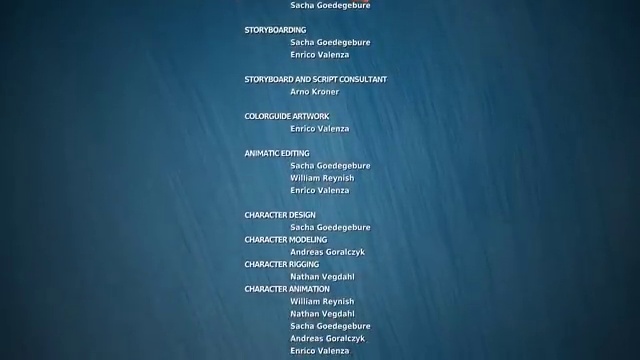 Sacha Goedegebure
STORYBOARDING
Sacha Goedegebure
Enrico Valenza
STORYBOARD AND SCRIPT CONSULTANT
Arno Kroner
COLORGUIDE ARTWORK
Enrico Valenza
ANIMATIC EDITING
Sacha Goedegebure
William Reynish
Enrico Valenza
CHARACTER DESIGN
Sacha Goedegebure
CHARACTER MODELING
Andreas Goralczyk
CHARACTER RIGGING
Nathan Vegdahl
CHARACTER ANIMATION
William Reynish
Nathan Vegdahl
Sacha Goedegebure
Andreas Goralczyk
Enrico Valenza